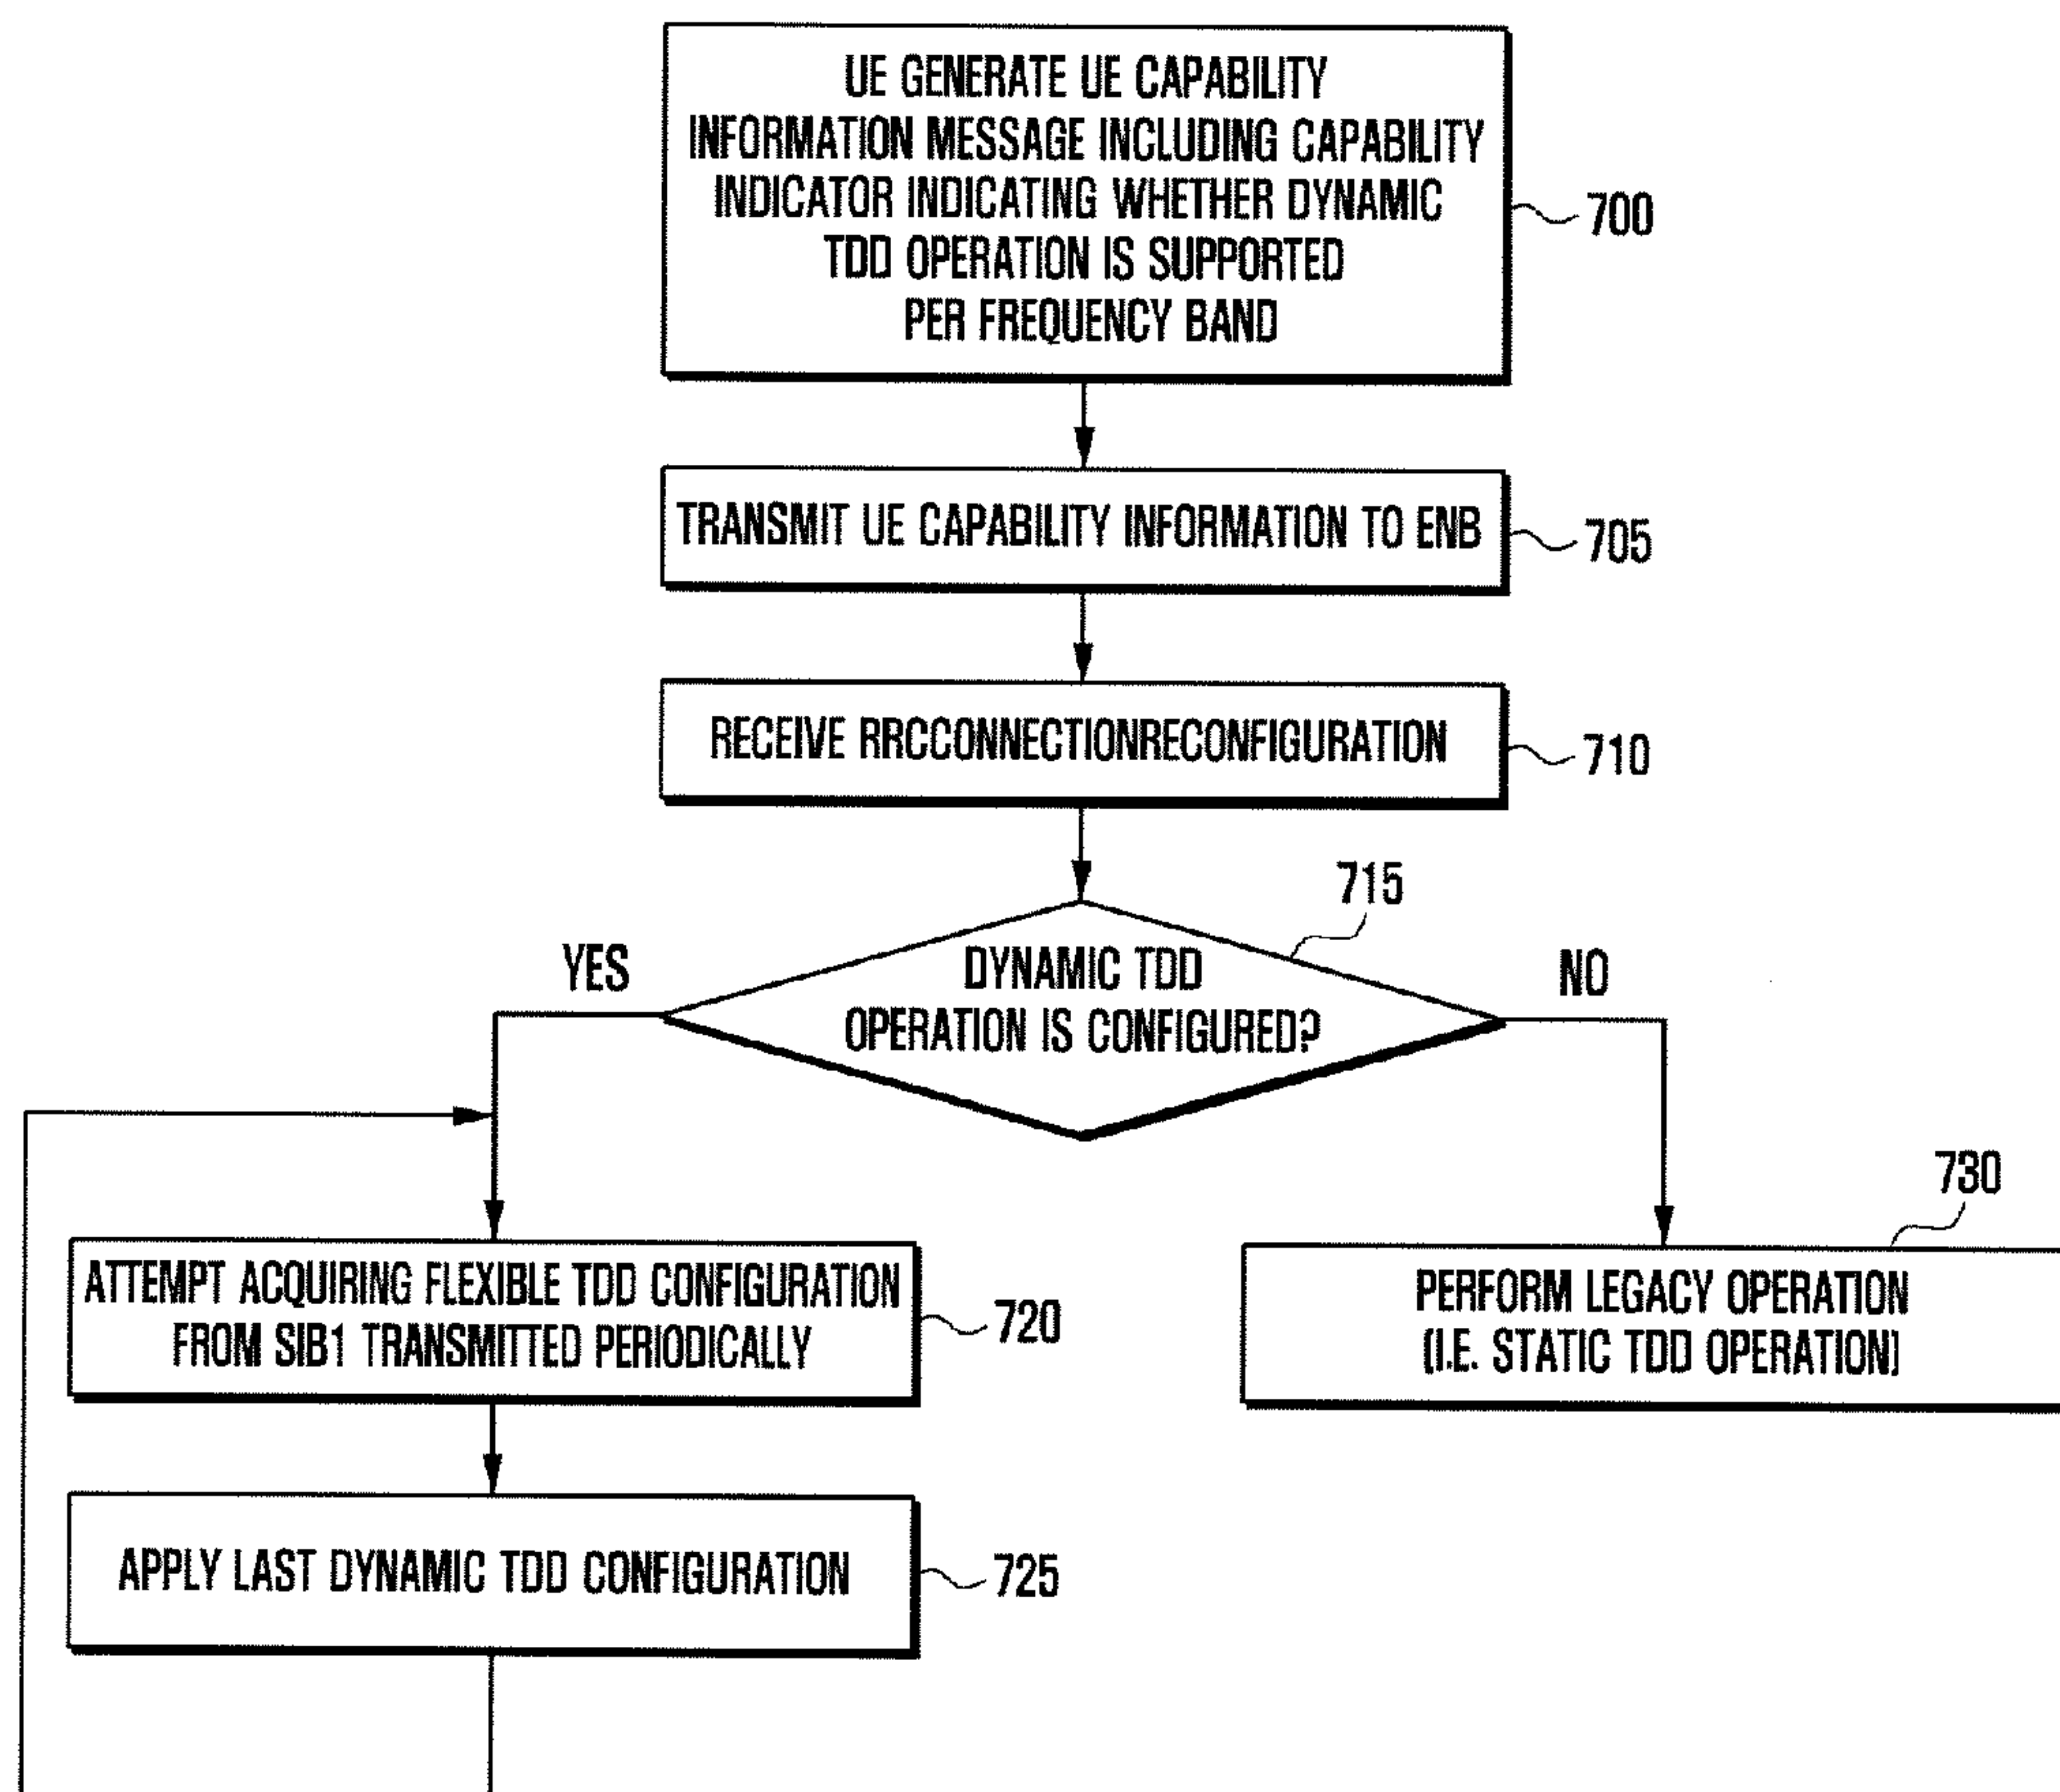 UE GENERATE UE CAPABILITY
INFORMATION MESSAGE INCLUDING CAPABILITY
INDICATOR INDICATING WHETHER DYNAMIC
TDD OPERATION IS SUPPORTED
PER FREQUENCY BAND
700
TRANSMIT UE CAPABILITY INFORMATION TO ENB
705
RECEIVE RRCCONNECTIONRECONFIGURATION
710
715
YES
DYNAMIC TDD
OPERATION IS CONFIGURED?
NO
730
ATTEMPT ACQUIRING FLEXIBLE TDD CONFIGURATION
FROM SIB1 TRANSMITTED PERIODICALLY
720
PERFORM LEGACY OPERATION
(I.E. STATIC TDD OPERATION)
APPLY LAST DYNAMIC TDD CONFIGURATION
725